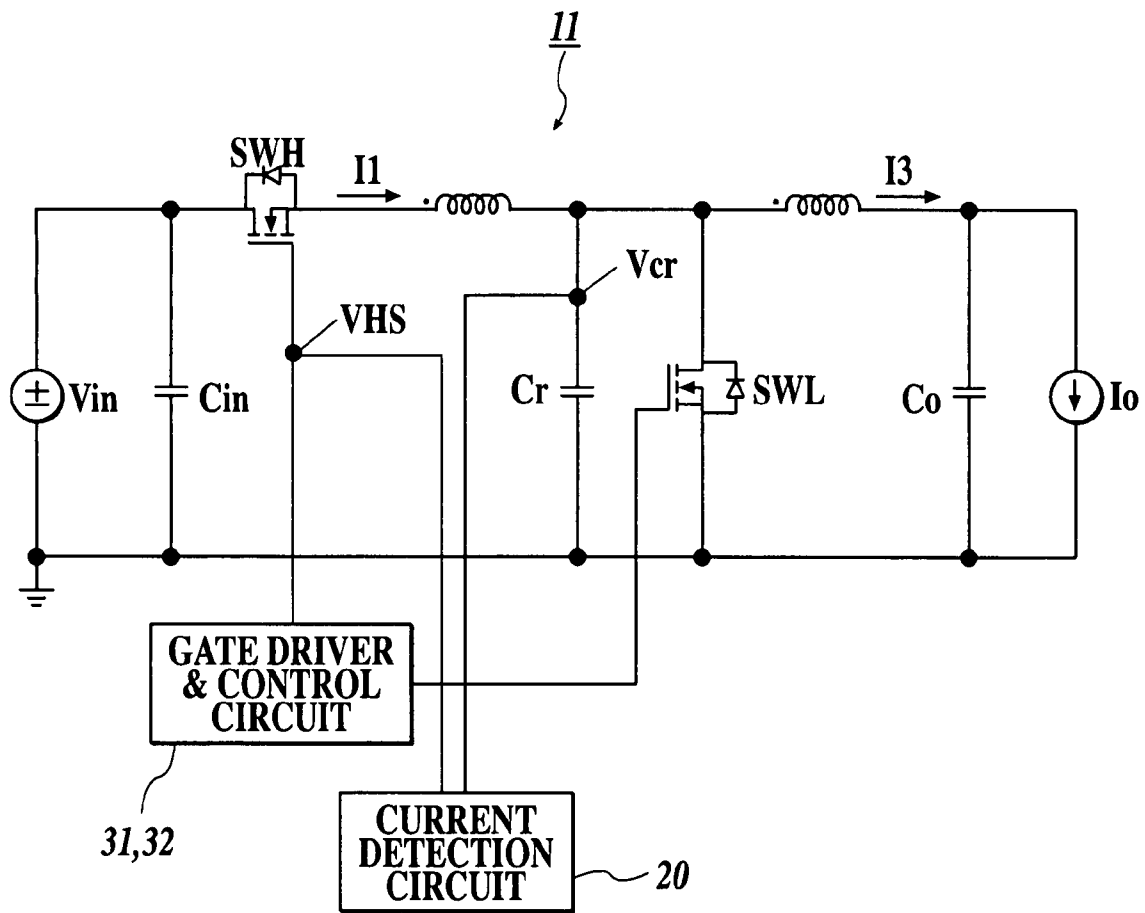 11
SWH
I1
I3
Vcr
VHS
Vin
Cin
Cr
SWL
Co
Io
GATE DRIVER
& CONTROL
CIRCUIT
31,32
CURRENT
DETECTION
CIRCUIT
20